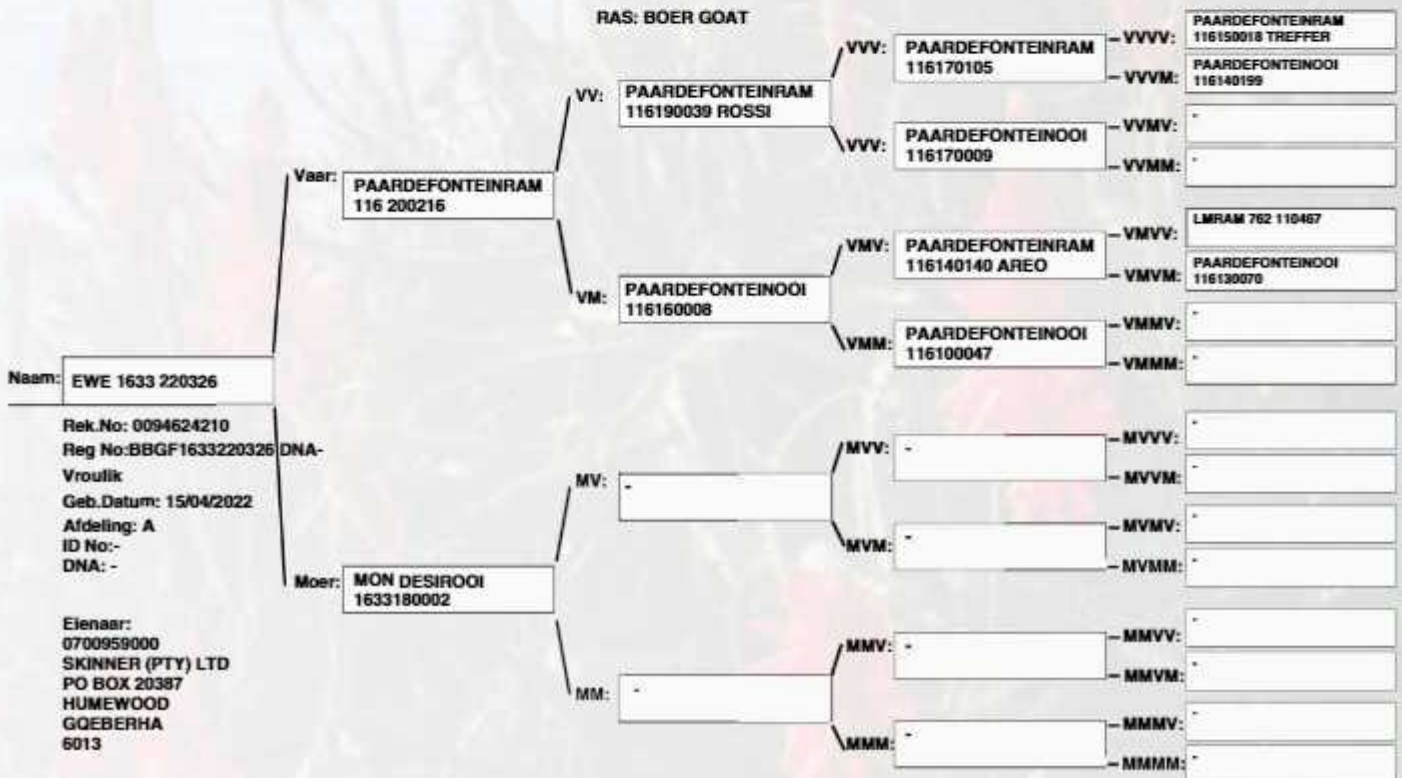 RAS: BOER GOAT
Naam: EWE 1633 220326
Rek.No: 0094624210
Reg No:BBGF1633220326 DNA-
Vroulik
Geb.Datum: 15/04/2022
Afdeling: A
ID No:-
DNA: -
Eienaar:
0700959000
SKINNER (PTY) LTD
PO BOX 20387
HUMEWOOD
GQEBERHA
6013
Vaar: PAARDEFONTEINRAM
116 200216
Moer: MON DESIROOI
1633180002
VV: PAARDEFONTEINRAM
116190039 ROSSI
VM: PAARDEFONTEINOOI
116160008
MV: -
MM: -
VVV: PAARDEFONTEINRAM
116170105
VVV: PAARDEFONTEINOOI
116170009
VMV: PAARDEFONTEINRAM
116140140 AREO
VMM: PAARDEFONTEINOOI
116100047
MVV: -
MVM: -
MMV: -
MMM: -
VVVV: PAARDEFONTEINRAM
116150018 TREFFER
VVVM: PAARDEFONTEINOOI
116140199
VVMV: -
VVMM: -
VMVV: LMRAM 762 110467
VMVM: PAARDEFONTEINOOI
116130070
VMMV: -
VMMM: -
MVVV: -
MVVM: -
MVMV: -
MVMM: -
MMVV: -
MMVM: -
MMMV: -
MMMM: -